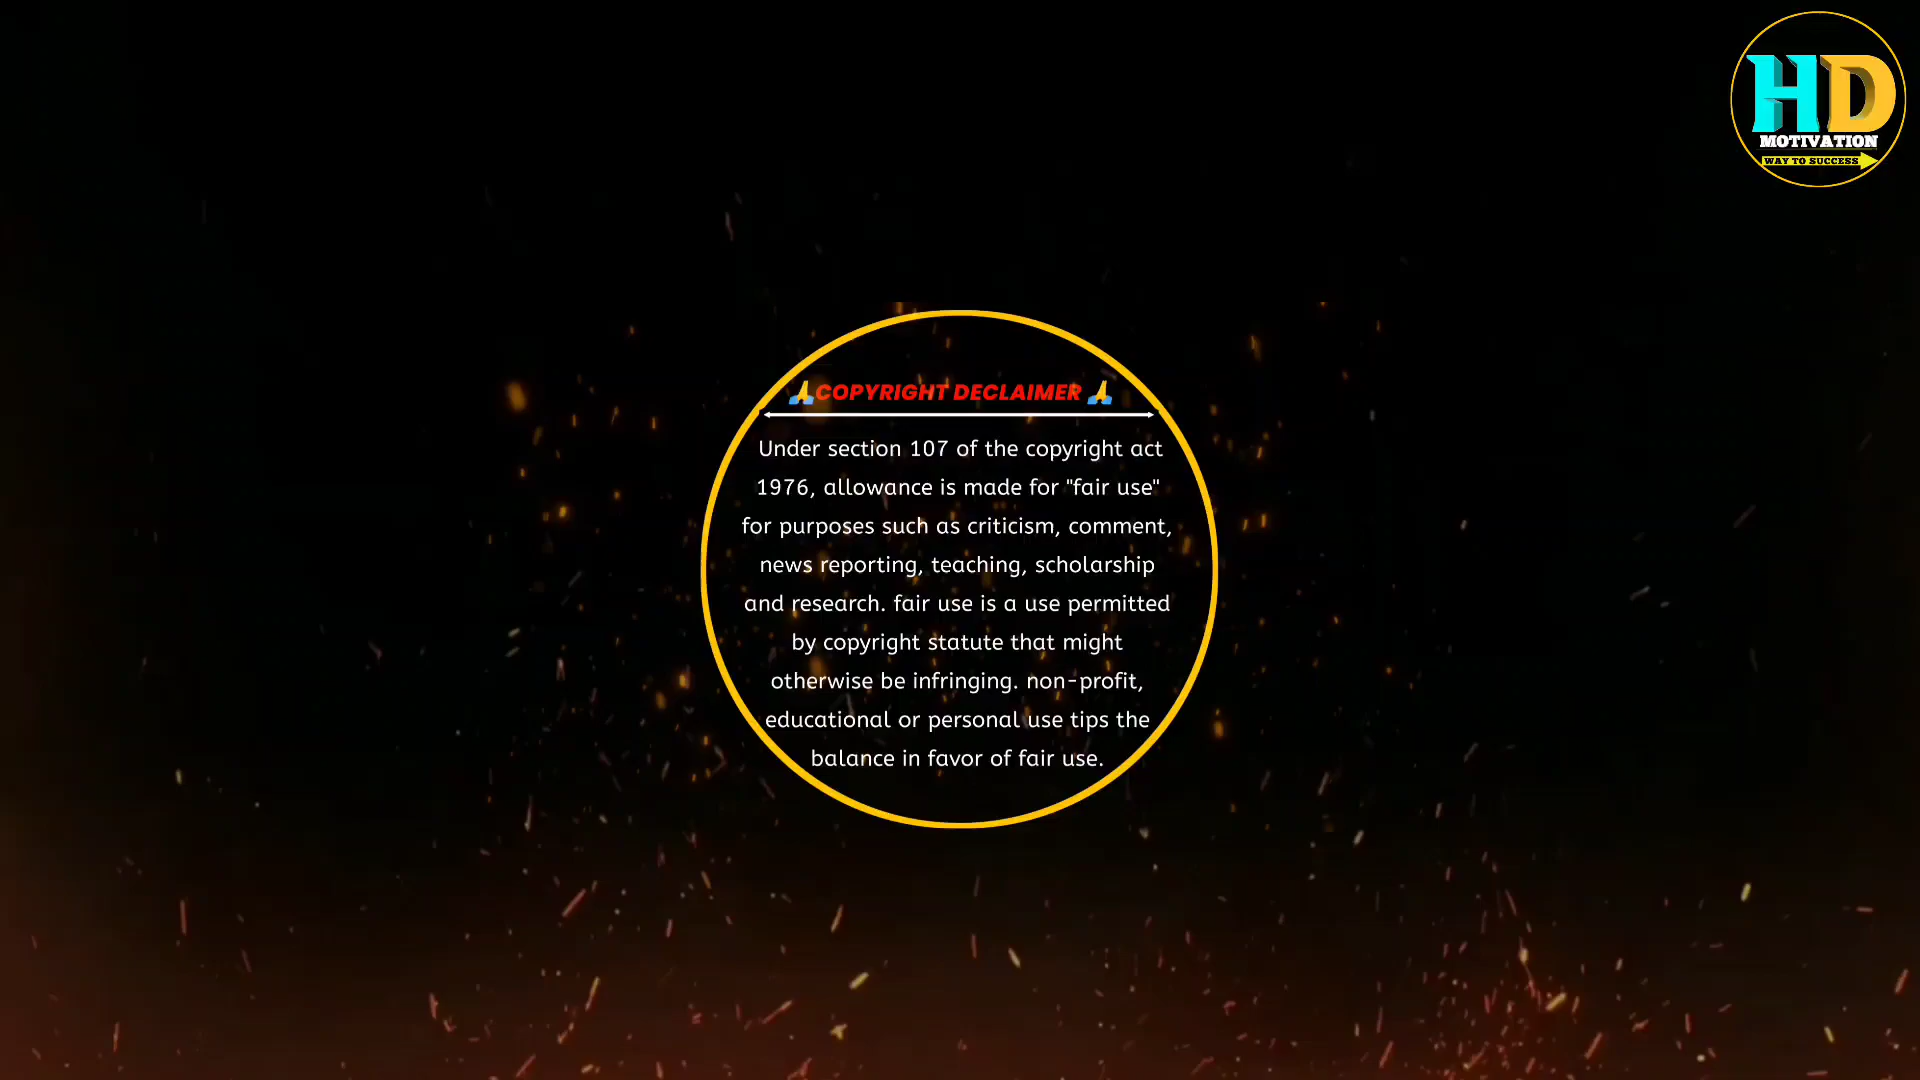 HD
MOTIVATION
WAY TO SUCCESS
🙏COPYRIGHT DECLAIMER 🙏
Under section 107 of the copyright act
1976, allowance is made for "fair use"
for purposes such as criticism, comment,
news reporting, teaching, scholarship
and research. fair use is a use permitted
by copyright statute that might
otherwise be infringing. non-profit,
educational or personal use tips the
balance in favor of fair use.